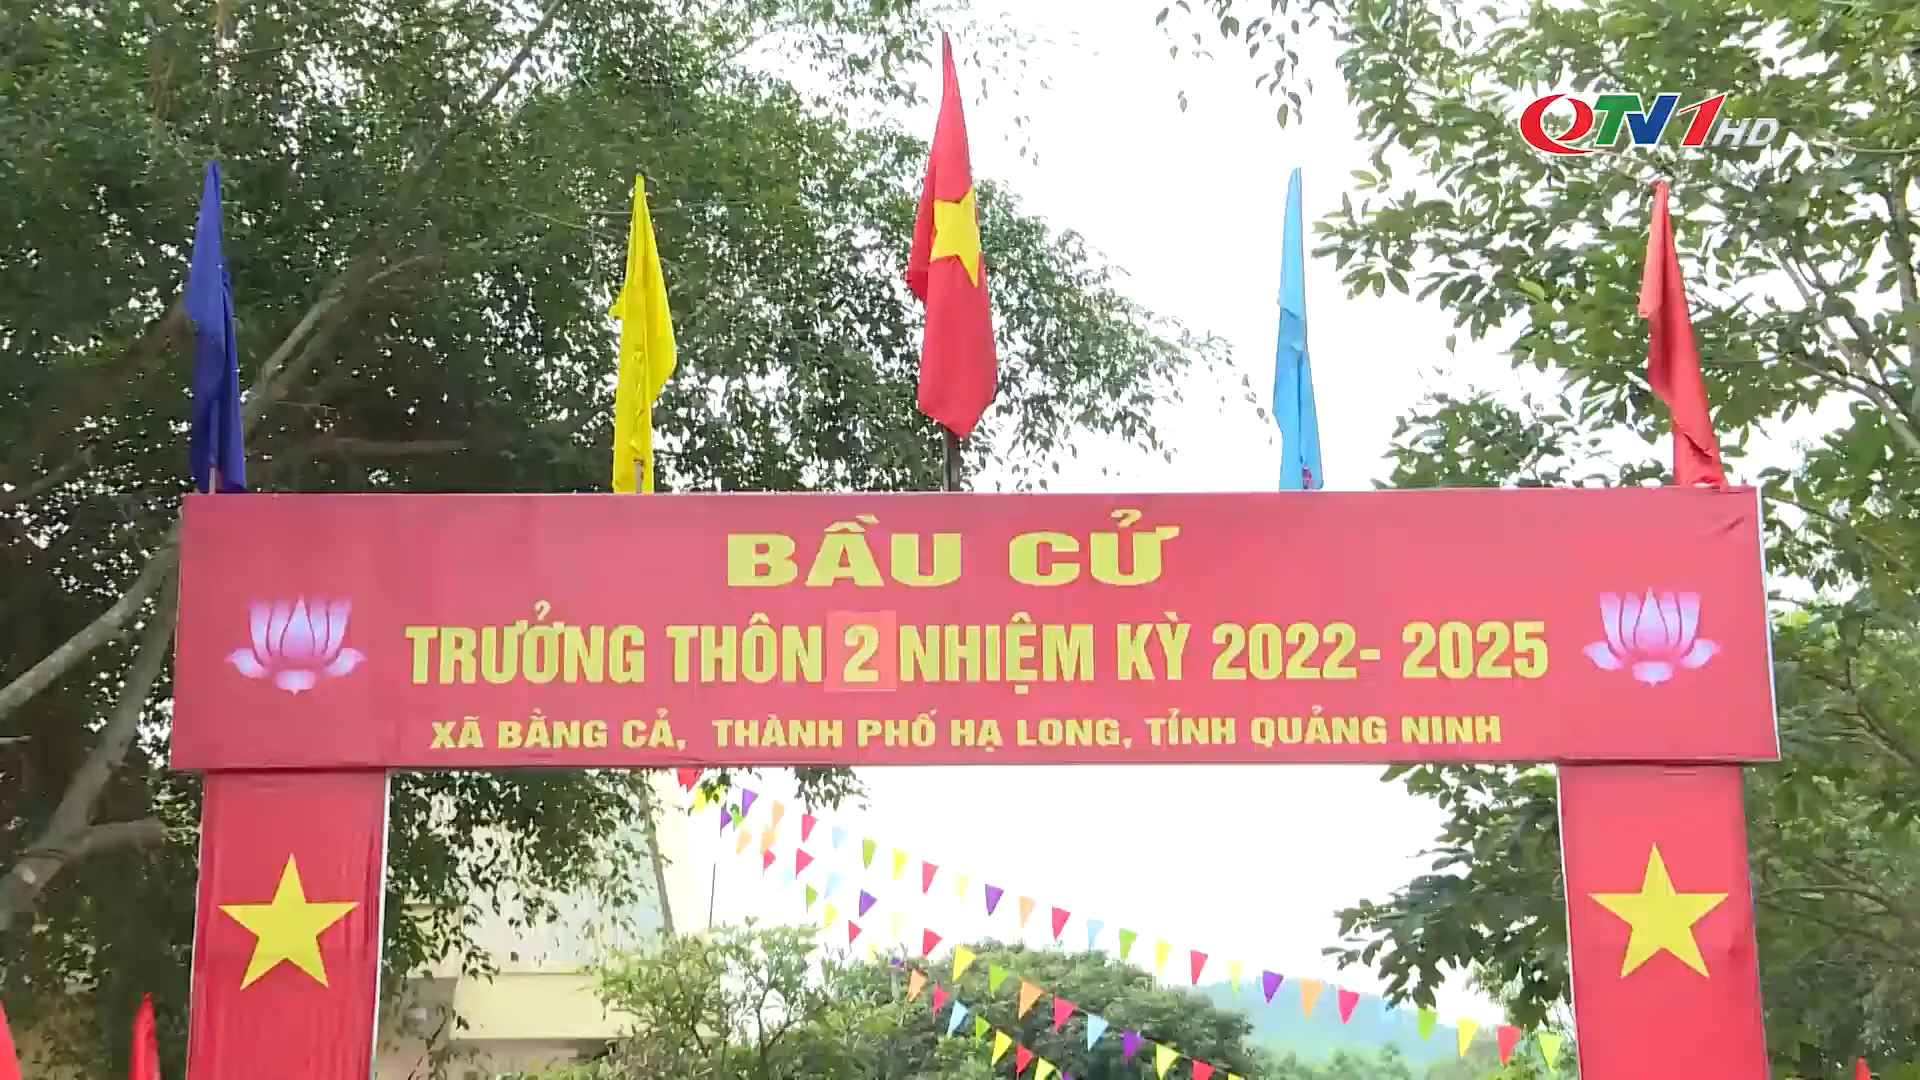 QTV1HD
BẦU CỬ
TRƯỞNG THÔN 2 NHIỆM KỲ 2022- 2025
XÃ BẰNG CẢ, THÀNH PHỐ HẠ LONG, TỈNH QUẢNG NINH